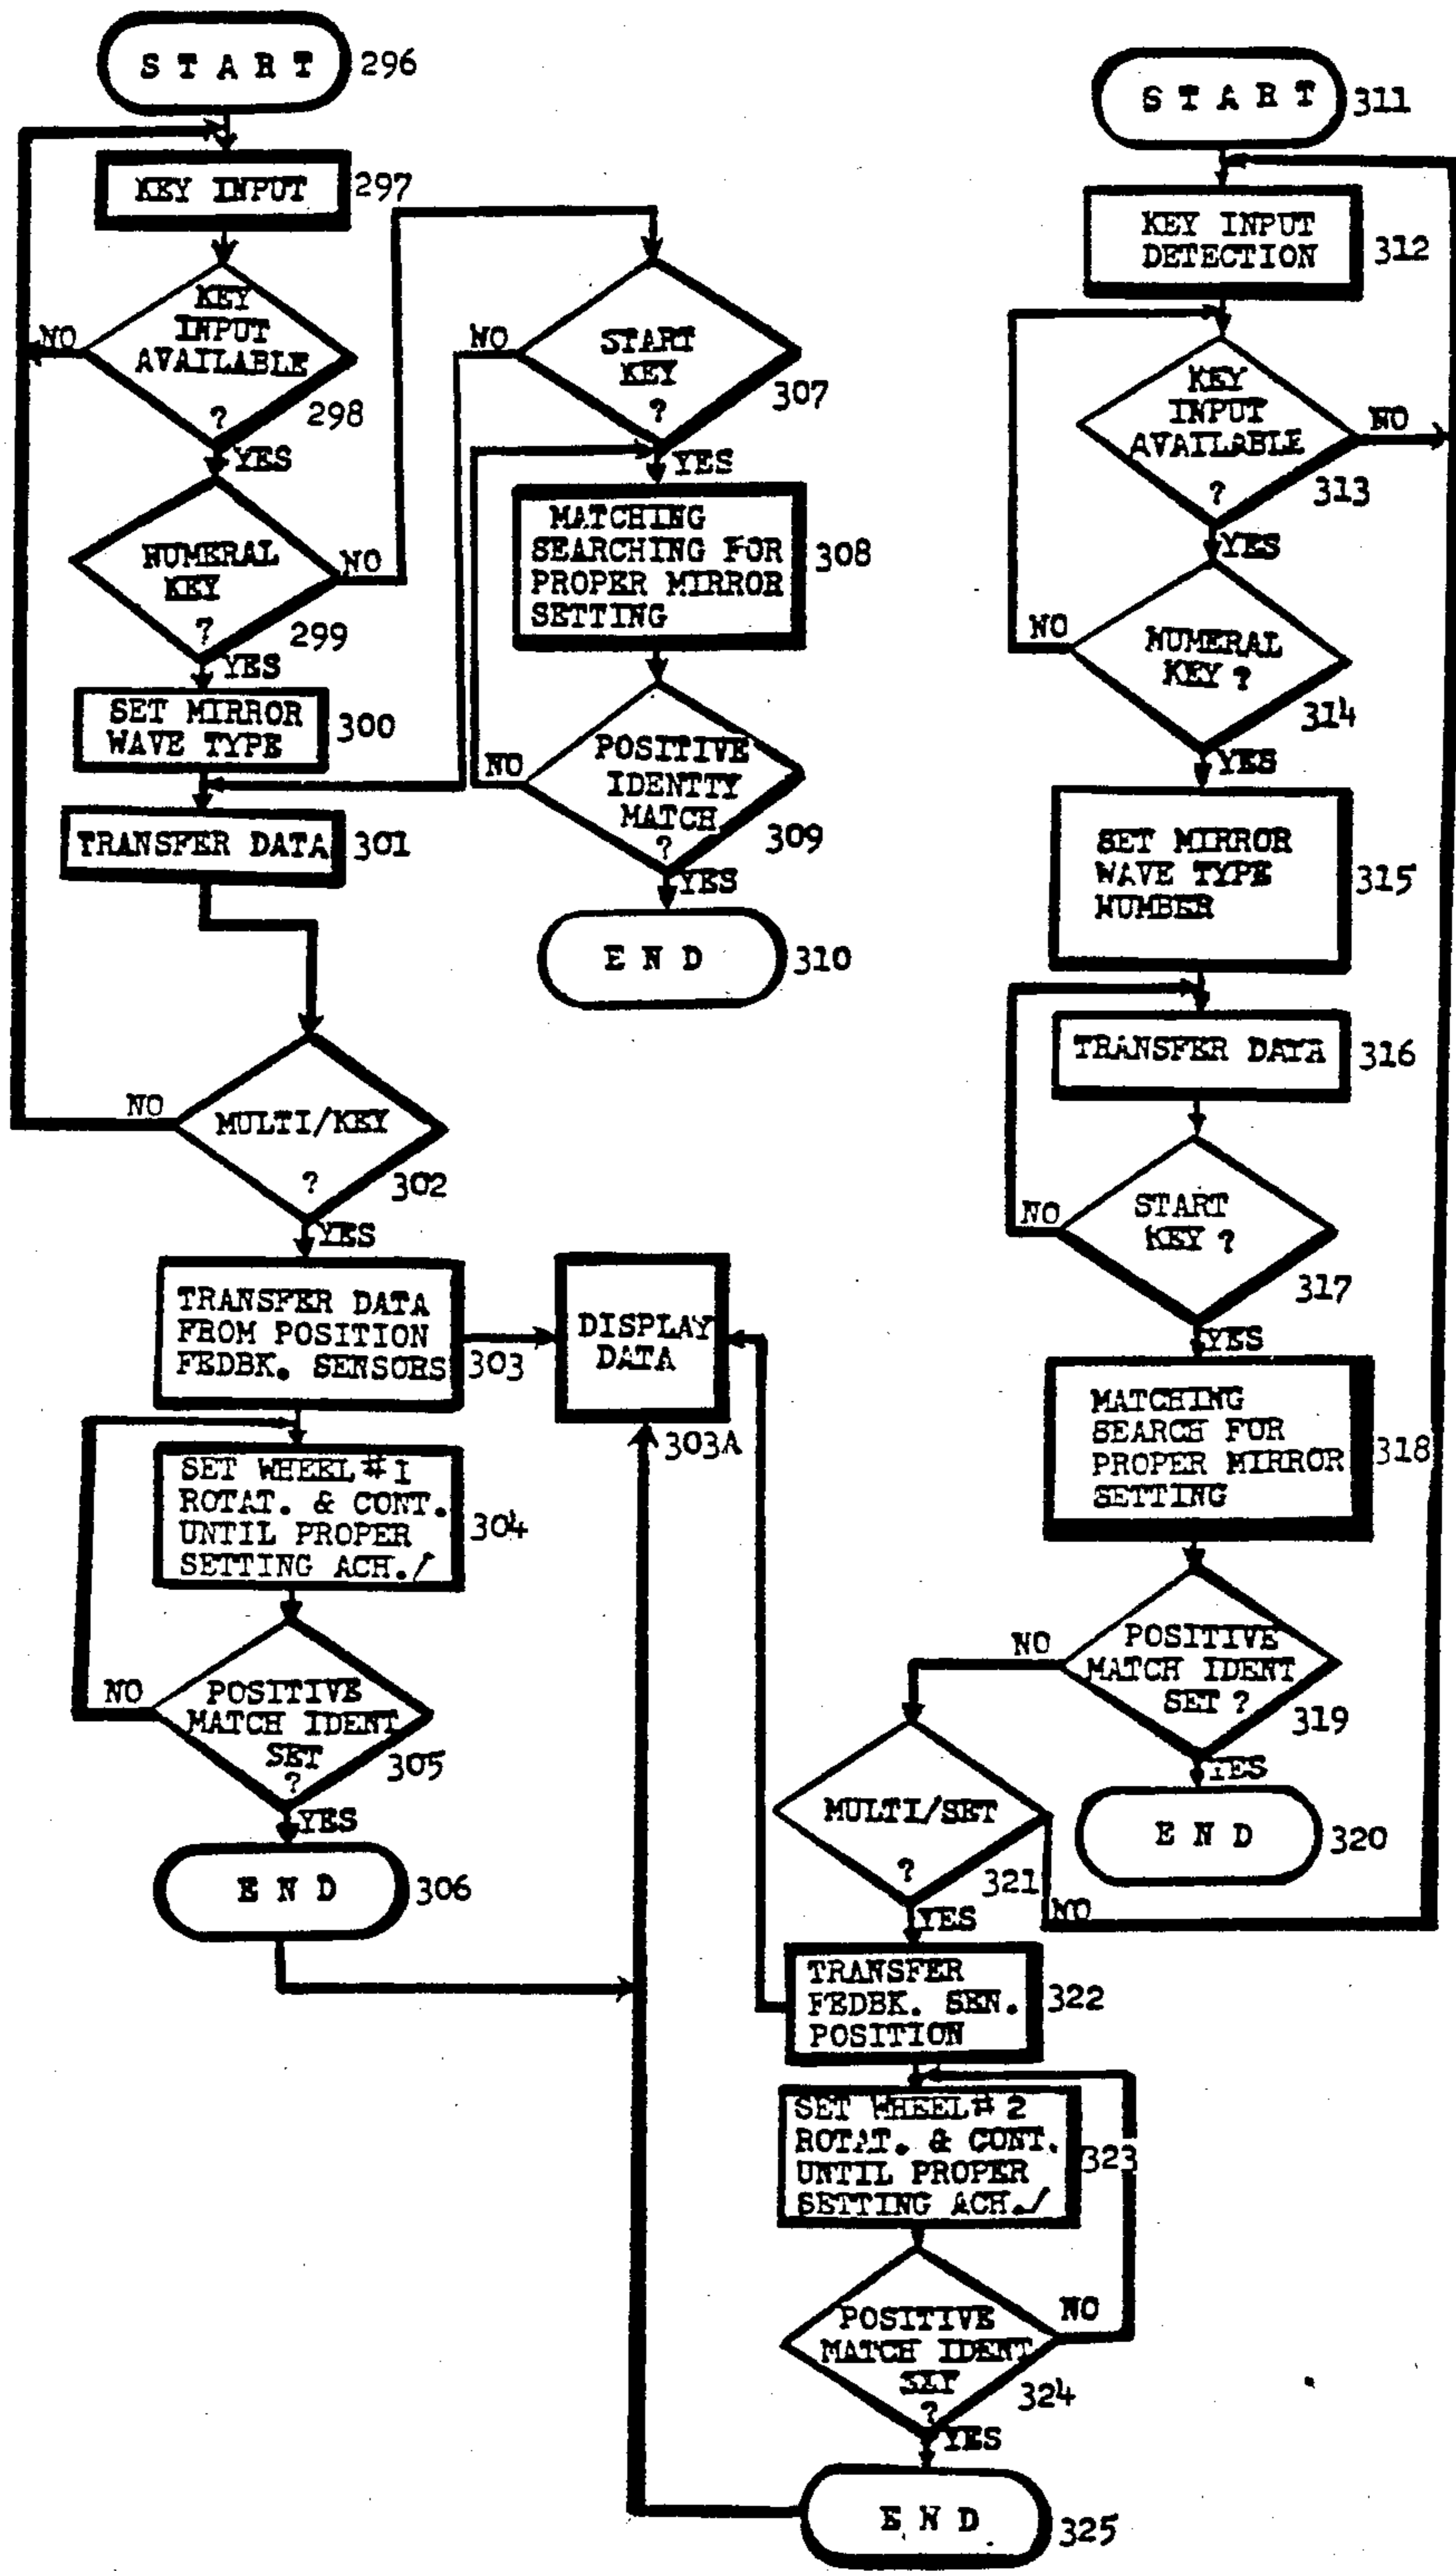 START 296
KEY INPUT 297
KEY
INPUT
AVAILABLE
? 298
NO
YES
NUMERAL
KEY
? 299
NO
YES
SET MIRROR
WAVE TYPE 300
TRANSFER DATA 301
MULTI/KEY
? 302
NO
YES
TRANSFER DATA
FROM POSITION
FEDBK. SENSORS 303
DISPLAY
DATA
303A
SET WHEEL #1
ROTAT. & CONT.
UNTIL PROPER
SETTING ACH./
304
POSITIVE
MATCH IDENT
SET
? 305
NO
YES
END 306
START
KEY
? 307
NO
YES
MATCHING
SEARCHING FOR
PROPER MIRROR
SETTING
308
POSITIVE
IDENTTY
MATCH
? 309
NO
YES
END 310
START 311
KEY INPUT
DETECTION 312
KEY
INPUT
AVAILABLE
? 313
NO
YES
NUMERAL
KEY ? 314
NO
YES
SET MIRROR
WAVE TYPE
NUMBER
315
TRANSFER DATA 316
START
KEY ? 317
NO
YES
MATCHING
SEARCH FOR
PROPER MIRROR
SETTING
318
POSITIVE
MATCH IDENT
SET ? 319
NO
YES
END 320
MULTI/SET
? 321
NO
YES
TRANSFER
FEDBK. SEN.
POSITION
322
SET WHEEL # 2
ROTAT. & CONT.
UNTIL PROPER
SETTING ACH./
323
POSITIVE
MATCH IDENT
SET
? 324
NO
YES
END 325